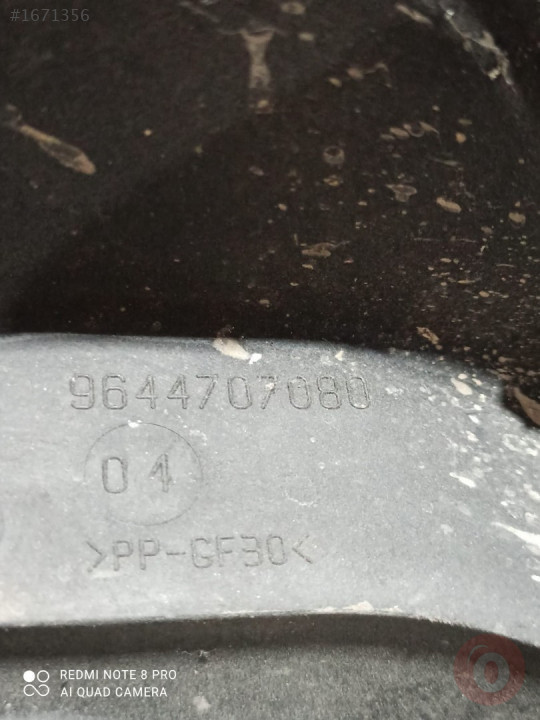 #1671356
9644707080
04
>PP-GF30<
REDMI NOTE 8 PRO
AI QUAD CAMERA